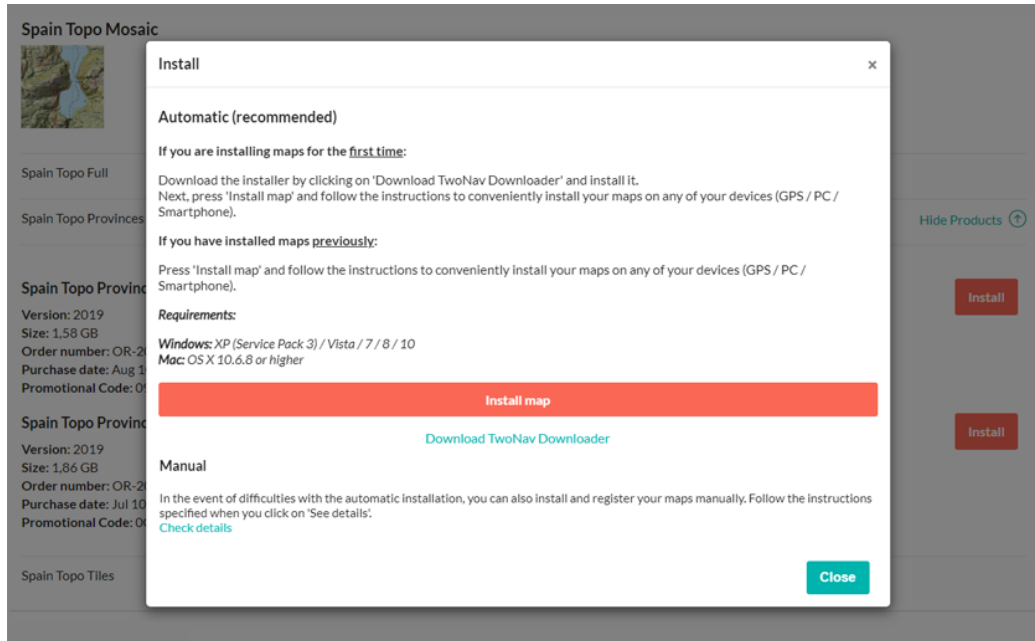 Spain Topo Mosaic
Install
×
Automatic (recommended)
If you are installing maps for the first time:
Download the installer by clicking on 'Download TwoNav Downloader' and install it.
Next, press 'Install map' and follow the instructions to conveniently install your maps on any of your devices (GPS / PC /
Smartphone).
If you have installed maps previously:
Press 'Install map' and follow the instructions to conveniently install your maps on any of your devices (GPS / PC /
Smartphone).
Requirements:
Windows: XP (Service Pack 3) / Vista / 7 / 8 / 10
Mac: OS X 10.6.8 or higher
Install map
Download TwoNav Downloader
Manual
In the event of difficulties with the automatic installation, you can also install and register your maps manually. Follow the instructions
specified when you click on 'See details'.
Check details
Close
Spain Topo Full
Spain Topo Provinces
Hide Products
Spain Topo Provinc
Install
Version: 2019
Size: 1,58 GB
Order number: OR-20
Purchase date: Aug 1
Promotional Code:
Spain Topo Provinc
Install
Version: 2019
Size: 1,86 GB
Order number: OR-2
Purchase date: Jul 10
Promotional Code:
Spain Topo Tiles